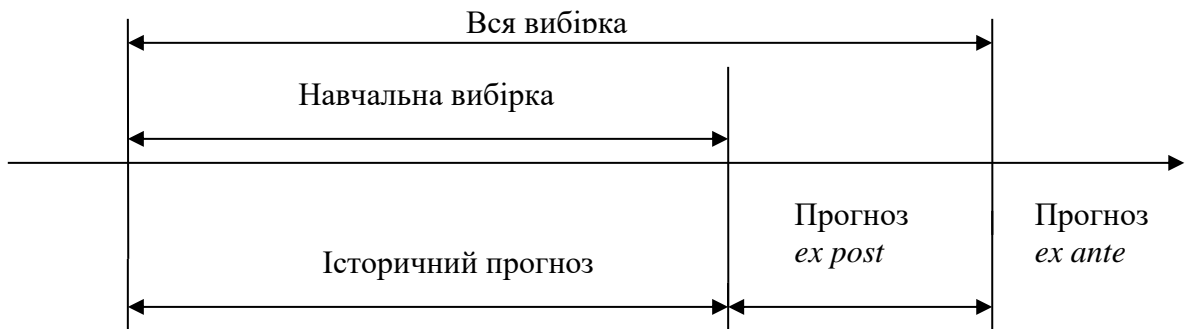 Вся вибірка
Навчальна вибірка
Прогноз
ex post
Прогноз
ex ante
Історичний прогноз